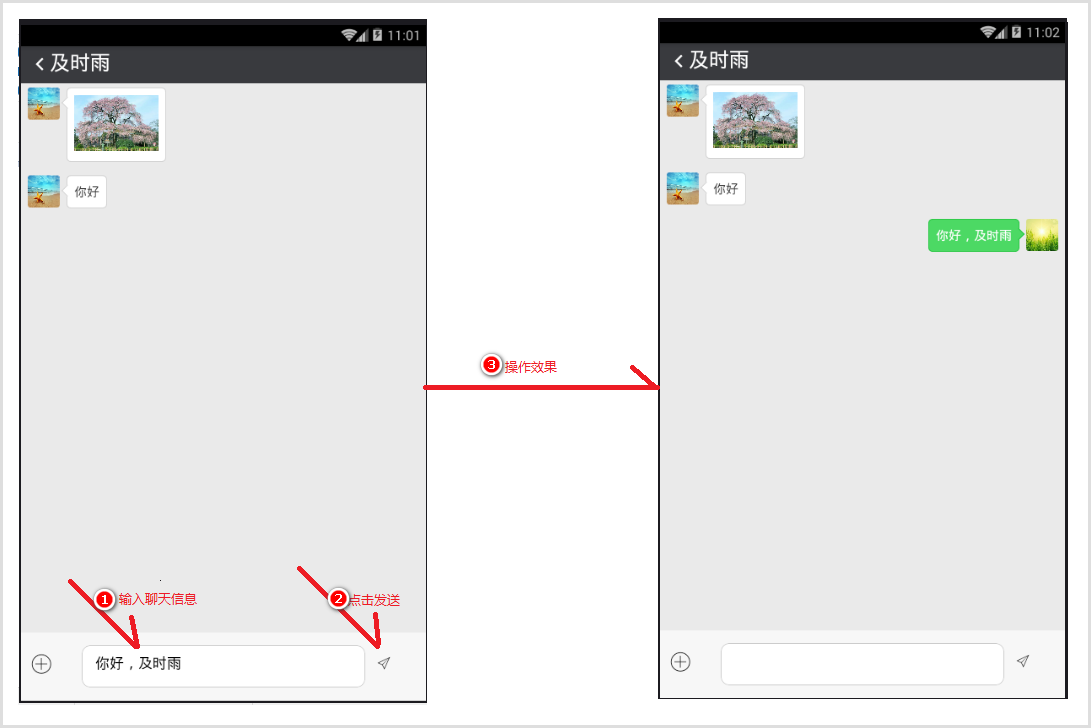 11:01
及时雨
你好
1 输入聊天信息
2 点击发送
你好，及时雨
3 操作效果
11:02
及时雨
你好
你好，及时雨